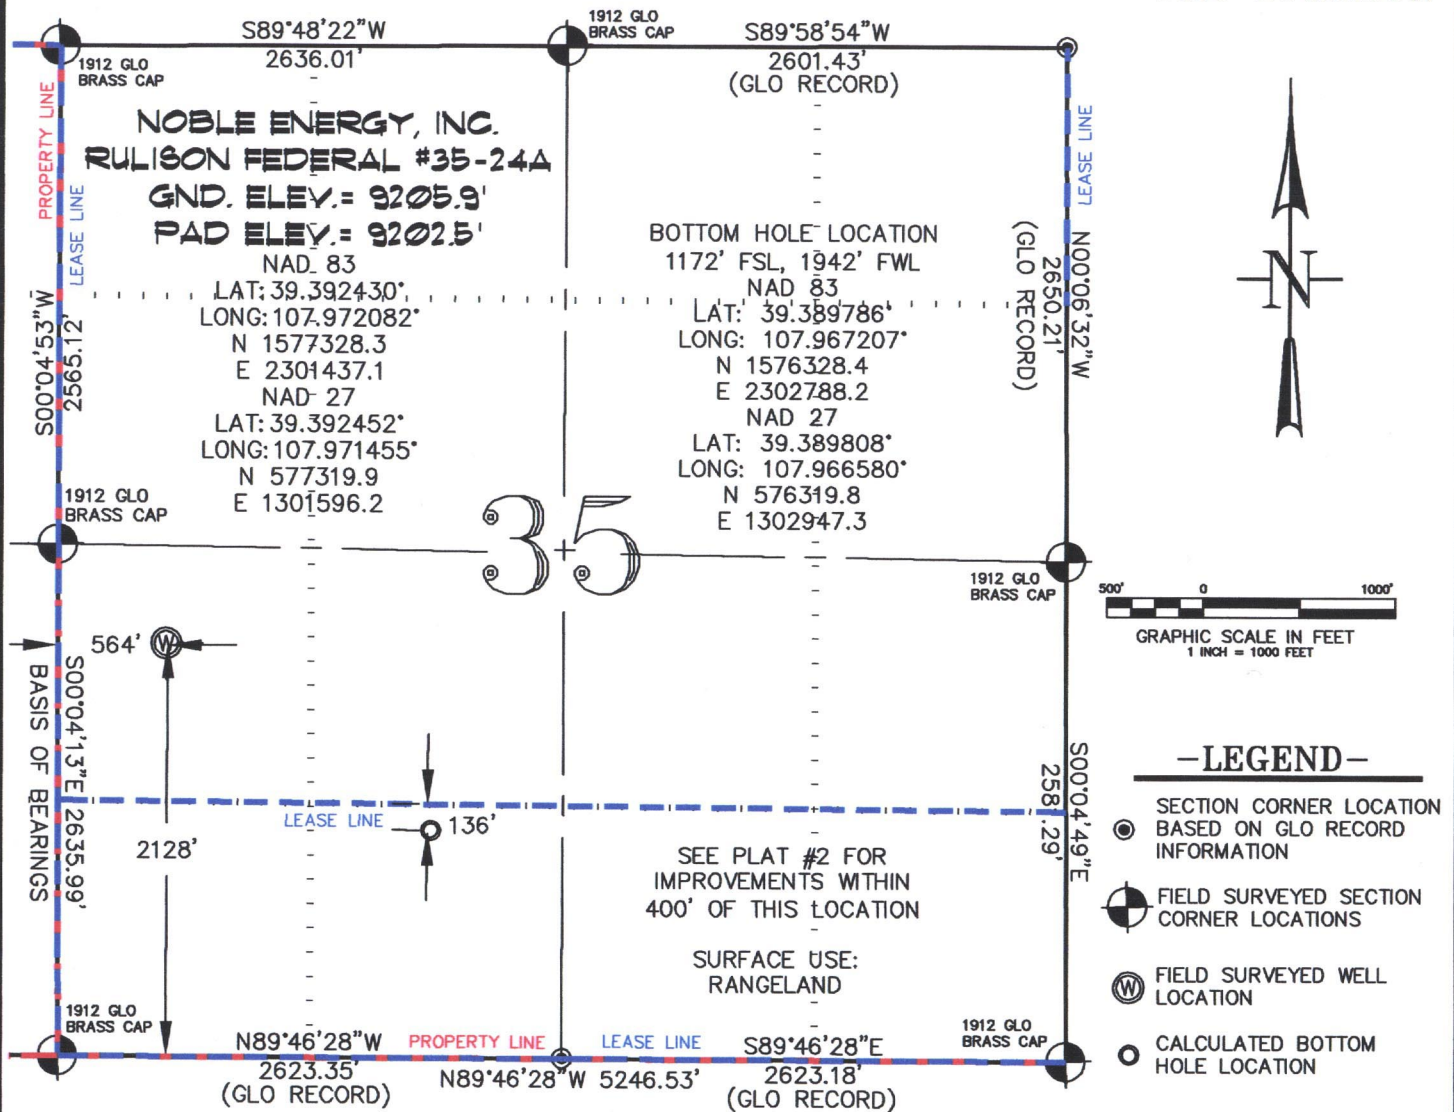 S89°48'22"W
2636.01'
1912 GLO
BRASS CAP
S89°58'54"W
2601.43'
(GLO RECORD)
1912 GLO
BRASS CAP
PROPERTY LINE
LEASE LINE
S00°04'53"W
2565.12'
NOBLE ENERGY, INC.
RULISON FEDERAL #35-24A
GND. ELEV.= 9205.9'
PAD ELEV.= 9202.5'
NAD 83
LAT: 39.392430°
LONG: 107.972082°
N 1577328.3
E 2301437.1
NAD 27
LAT: 39.392452°
LONG: 107.971455°
N 577319.9
E 1301596.2
BOTTOM HOLE LOCATION
1172' FSL, 1942' FWL
NAD 83
LAT: 39.389786°
LONG: 107.967207°
N 1576328.4
E 2302788.2
NAD 27
LAT: 39.389808°
LONG: 107.966580°
N 576319.8
E 1302947.3
LEASE LINE
N00°06'32"W
2650.21'
(GLO RECORD)
N
1912 GLO
BRASS CAP
35
1912 GLO
BRASS CAP
500'
0
1000'
GRAPHIC SCALE IN FEET
1 INCH = 1000 FEET
564'
W
S00°04'13"E 2635.99'
BASIS OF BEARINGS
2128'
LEASE LINE
136'
S00°04'49"E
SEE PLAT #2 FOR
IMPROVEMENTS WITHIN
400' OF THIS LOCATION
SURFACE USE:
RANGELAND
-LEGEND-
SECTION CORNER LOCATION
BASED ON GLO RECORD
INFORMATION
FIELD SURVEYED SECTION
CORNER LOCATIONS
W
FIELD SURVEYED WELL
LOCATION
CALCULATED BOTTOM
HOLE LOCATION
1912 GLO
BRASS CAP
1912 GLO
BRASS CAP
N89°46'28"W
2623.35'
(GLO RECORD)
PROPERTY LINE
LEASE LINE
N89°46'28"W 5246.53'
S89°46'28"E
2623.18'
(GLO RECORD)